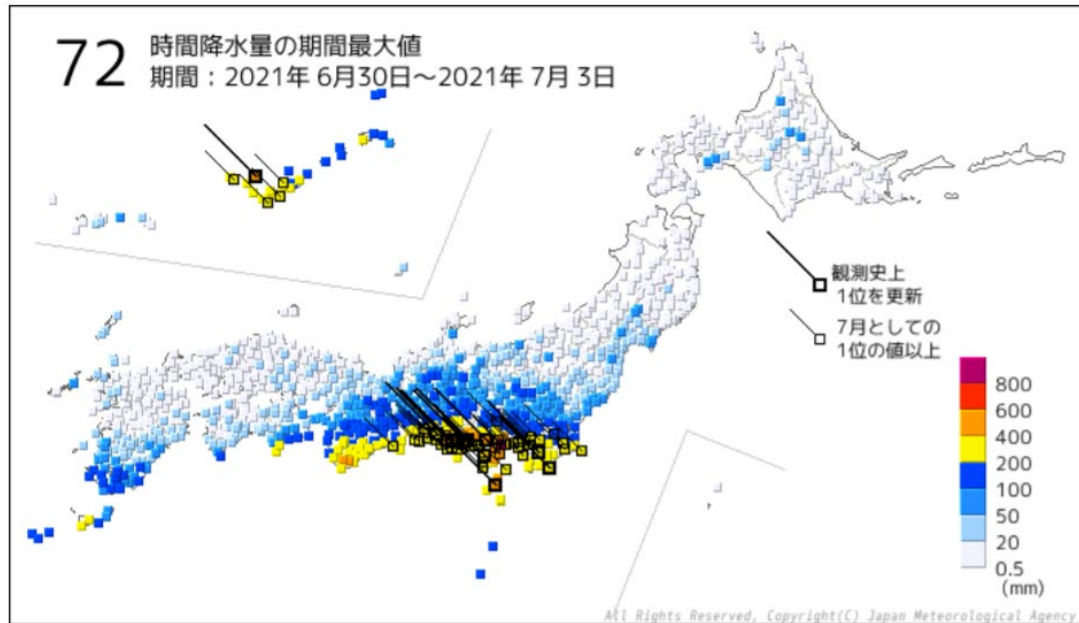 72 時間降水量の期間最大値
期間：2021年 6月30日～2021年 7月 3日
観測史上
1位を更新
7月としての
1位の値以上
800
600
400
200
100
50
20
0.5
(mm)
All Rights Reserved, Copyright(C) Japan Meteorological Agency